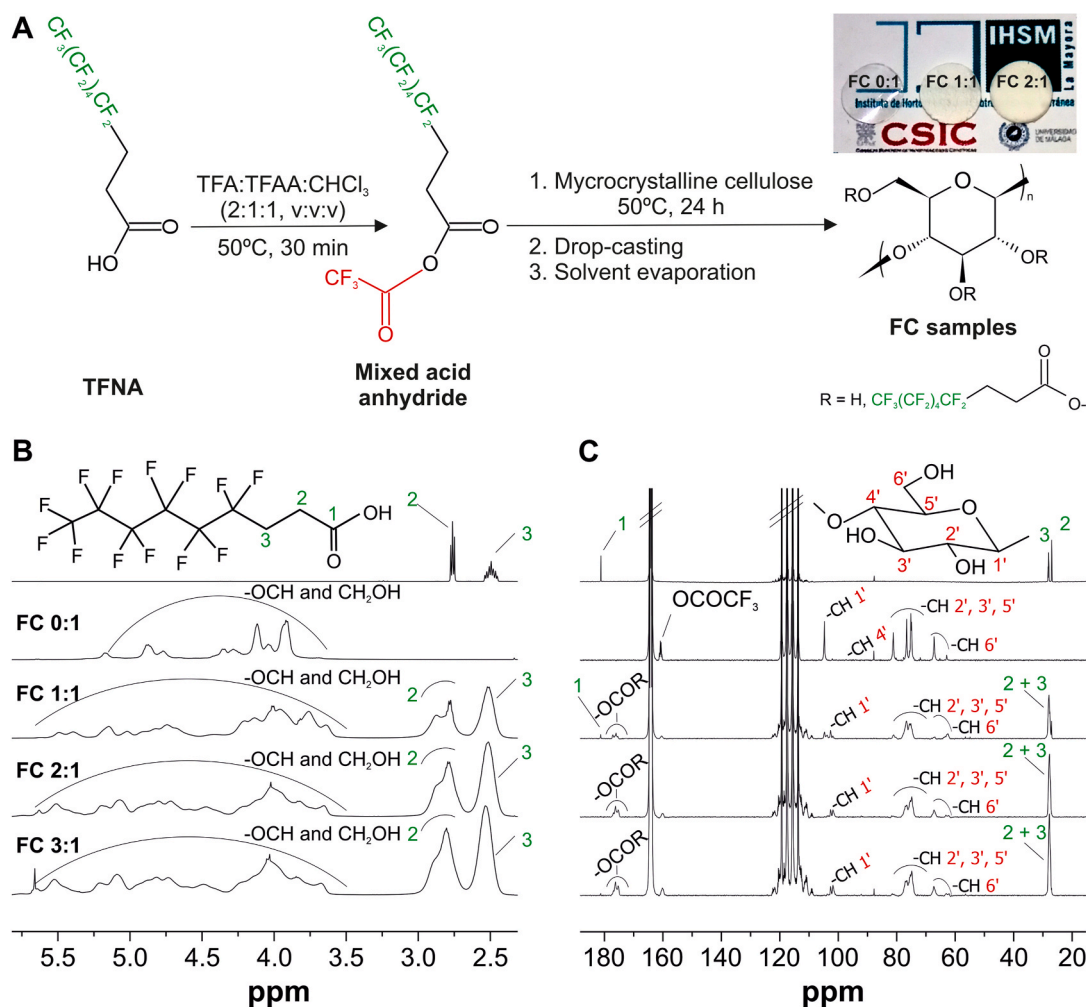 A
CF₃(CF₂)₄CF₂
HO
O
TFNA
TFA:TFAA:CHCl₃
(2:1:1, v:v:v)
50ºC, 30 min
CF₃(CF₂)₄CF₂
O
O
CF₃
O
Mixed acid
anhydride
1. Mycrocrystalline cellulose
50ºC, 24 h
2. Drop-casting
3. Solvent evaporation
IHSM
La Mayora
FC 0:1
FC 1:1
FC 2:1
CSIC
UNIVERSIDAD
DE MÁLAGA
RO
O
n
O
OR
OR
FC samples
R = H, CF₃(CF₂)₄CF₂
O
O–
B
F F F F F F
F F F F F F F
2
1
3
OH
O
2
3
FC 0:1
-OCH and CH₂OH
FC 1:1
-OCH and CH₂OH
2
3
FC 2:1
-OCH and CH₂OH
2
3
FC 3:1
-OCH and CH₂OH
2
3
5.5 5.0 4.5 4.0 3.5 3.0 2.5
ppm
C
1
6' OH
4' 5'
O
O
HO 2'
3' OH 1'
3 2
OCOCF₃
-CH 1'
-CH 4'
-CH 2', 3', 5'
-CH 6'
1
-OCOR
-CH 1'
-CH 2', 3', 5'
-CH 6'
2 + 3
-OCOR
-CH 1'
-CH 2', 3', 5'
-CH 6'
2 + 3
-OCOR
-CH 1'
-CH 2', 3', 5'
-CH 6'
2 + 3
180 160 140 120 100 80 60 40 20
ppm